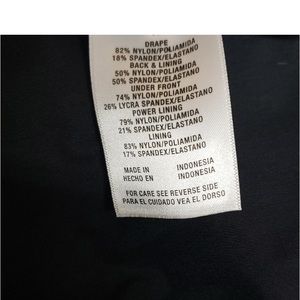 DRAPE
82% NYLON/POLIAMIDA
18% SPANDEX/ELASTANO
BACK & LINING
50% NYLON/POLIAMIDA
50% SPANDEX/ELASTANO
UNDER FRONT
74% NYLON/POLIAMIDA
26% LYCRA SPANDEX/ELASTANO
POWER LINING
79% NYLON/POLIAMIDA
21% SPANDEX/ELASTANO
LINING
83% NYLON/POLIAMIDA
17% SPANDEX/ELASTANO
MADE IN INDONESIA
HECHO EN INDONESIA
FOR CARE SEE REVERSE SIDE
PARA EL CUIDADO VEA EL DORSO